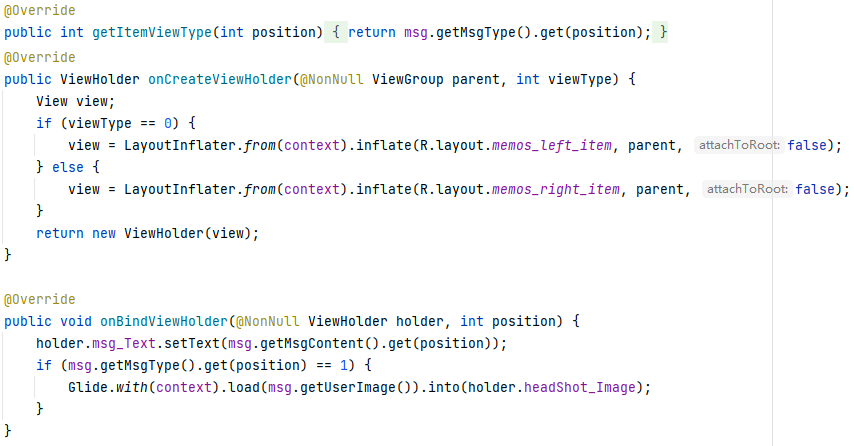 @Override
public int getItemViewType(int position) { return msg.getMsgType().get(position); }
@Override
public ViewHolder onCreateViewHolder(@NonNull ViewGroup parent, int viewType) {
View view;
if (viewType == 0) {
view = LayoutInflater.from(context).inflate(R.layout.memos_left_item, parent, attachToRoot: false);
} else {
view = LayoutInflater.from(context).inflate(R.layout.memos_right_item, parent, attachToRoot: false);
}
return new ViewHolder(view);
}
@Override
public void onBindViewHolder(@NonNull ViewHolder holder, int position) {
holder.msg_Text.setText(msg.getMsgContent().get(position));
if (msg.getMsgType().get(position) == 1) {
Glide.with(context).load(msg.getUserImage()).into(holder.headShot_Image);
}
}